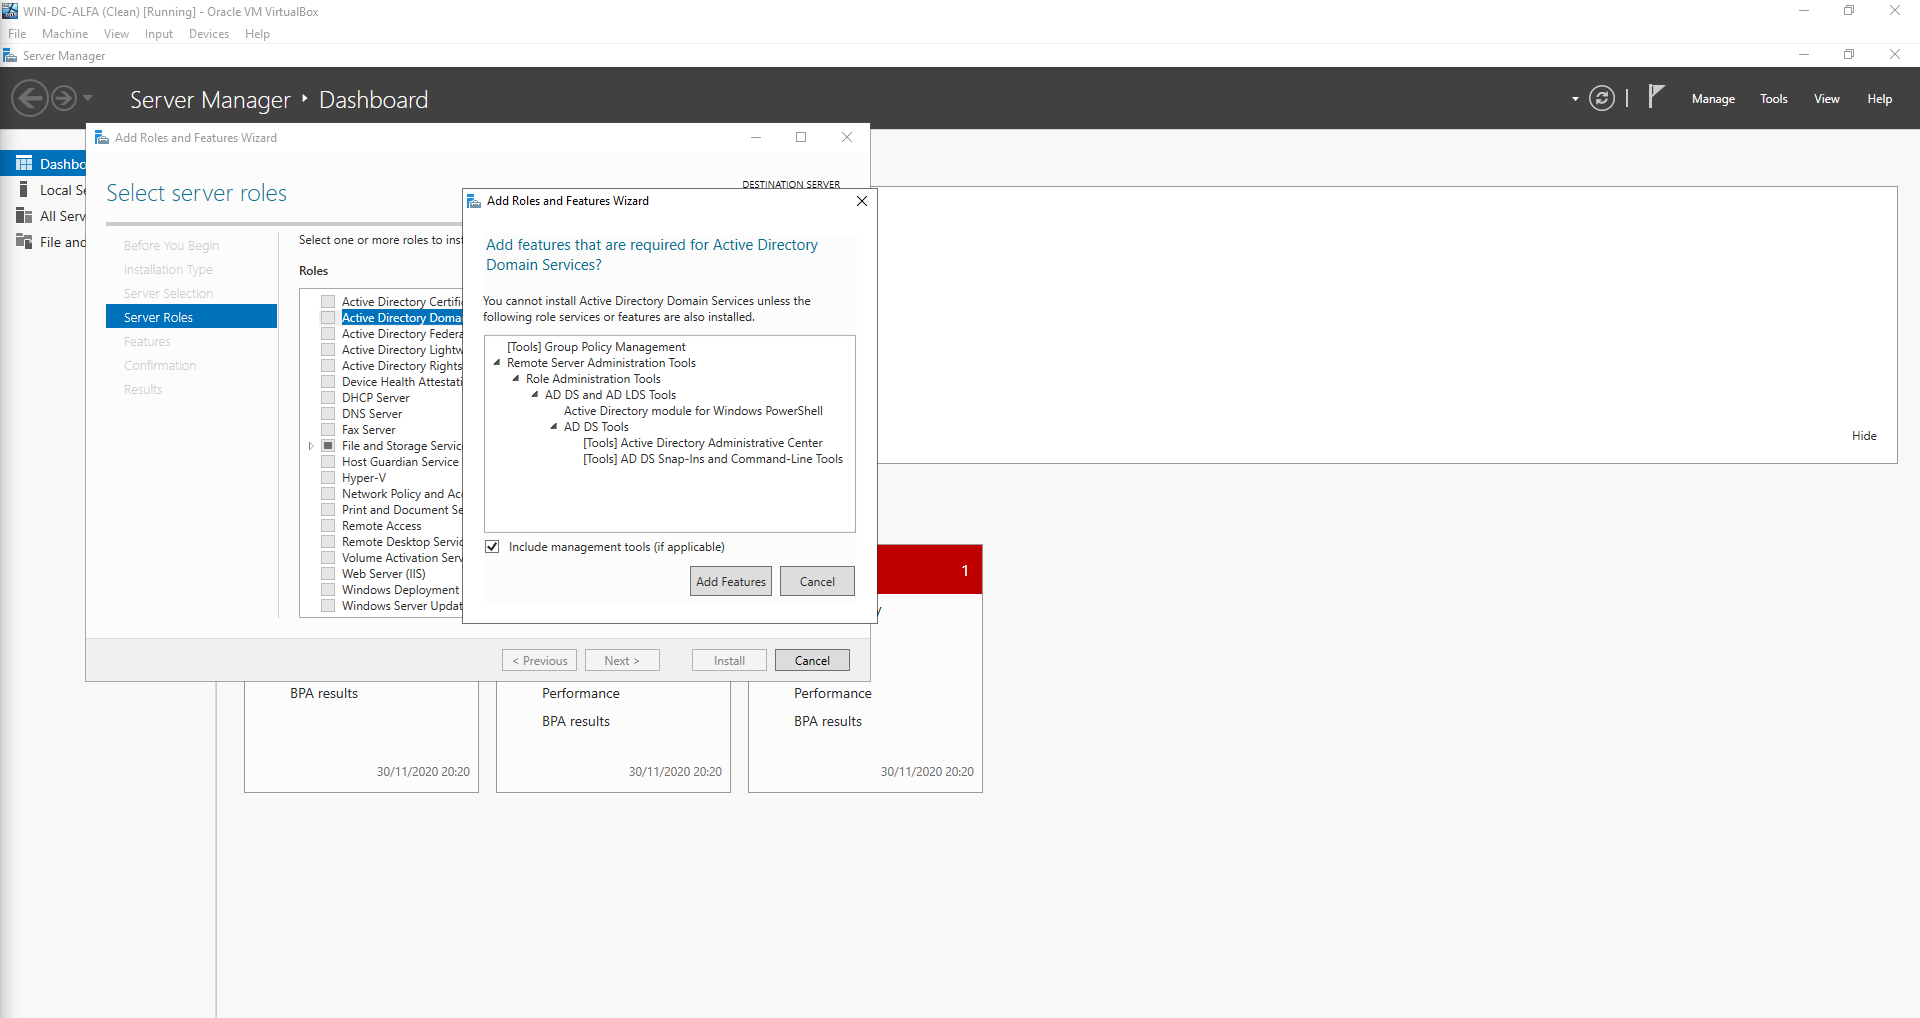 WIN-DC-ALFA (Clean) [Running] - Oracle VM VirtualBox
File Machine View Input Devices Help
Server Manager
Server Manager ‣ Dashboard
Manage Tools View Help
Add Roles and Features Wizard
Select server roles
DESTINATION SERVER
Add Roles and Features Wizard
Add features that are required for Active Directory
Domain Services?
You cannot install Active Directory Domain Services unless the
following role services or features are also installed.
[Tools] Group Policy Management
Remote Server Administration Tools
Role Administration Tools
AD DS and AD LDS Tools
Active Directory module for Windows PowerShell
AD DS Tools
[Tools] Active Directory Administrative Center
[Tools] AD DS Snap-Ins and Command-Line Tools
Include management tools (if applicable)
Add Features Cancel
Dashbo
Local Se
All Serv
File and
Before You Begin
Installation Type
Server Selection
Server Roles
Features
Confirmation
Results
Select one or more roles to inst
Roles
Active Directory Certific
Active Directory Domai
Active Directory Federa
Active Directory Lightw
Active Directory Rights
Device Health Attestati
DHCP Server
DNS Server
Fax Server
File and Storage Servic
Host Guardian Service
Hyper-V
Network Policy and Acc
Print and Document Se
Remote Access
Remote Desktop Servic
Volume Activation Serv
Web Server (IIS)
Windows Deployment
Windows Server Updat
< Previous Next > Install Cancel
Hide
1
BPA results
30/11/2020 20:20
Performance
BPA results
30/11/2020 20:20
Performance
BPA results
30/11/2020 20:20